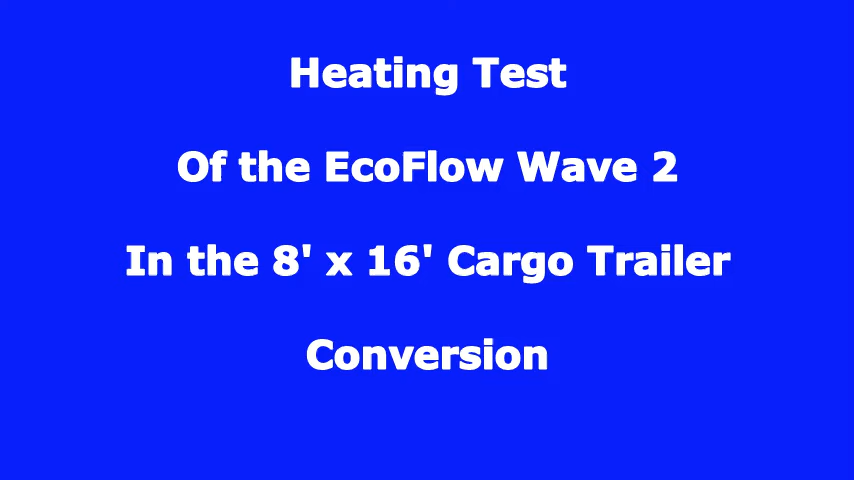 Heating Test
Of the EcoFlow Wave 2
In the 8' x 16' Cargo Trailer
Conversion